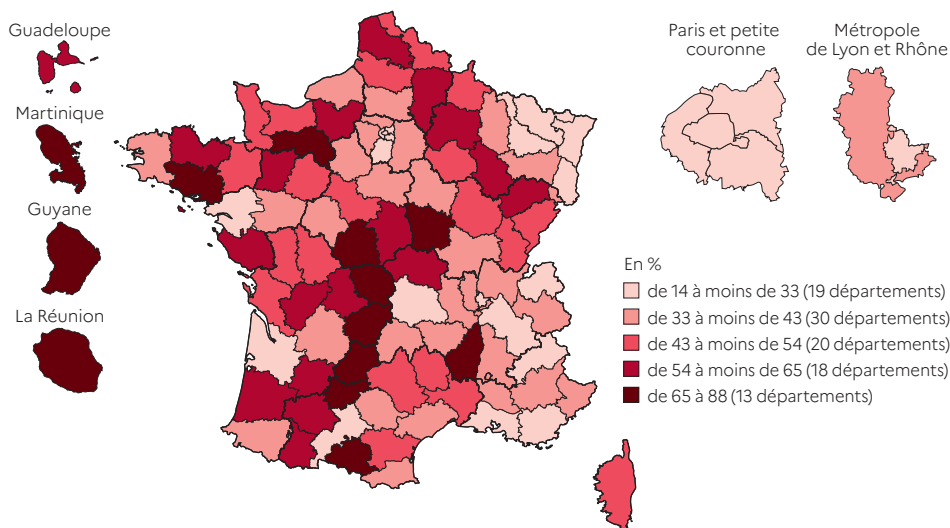 Guadeloupe
Martinique
Guyane
La Réunion
Paris et petite
couronne
Métropole
de Lyon et Rhône
En %
de 14 à moins de 33 (19 départements)
de 33 à moins de 43 (30 départements)
de 43 à moins de 54 (20 départements)
de 54 à moins de 65 (18 départements)
de 65 à 88 (13 départements)